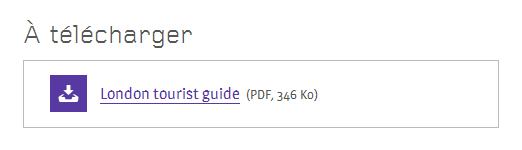 À télécharger
London tourist guide (PDF, 346 Ko)